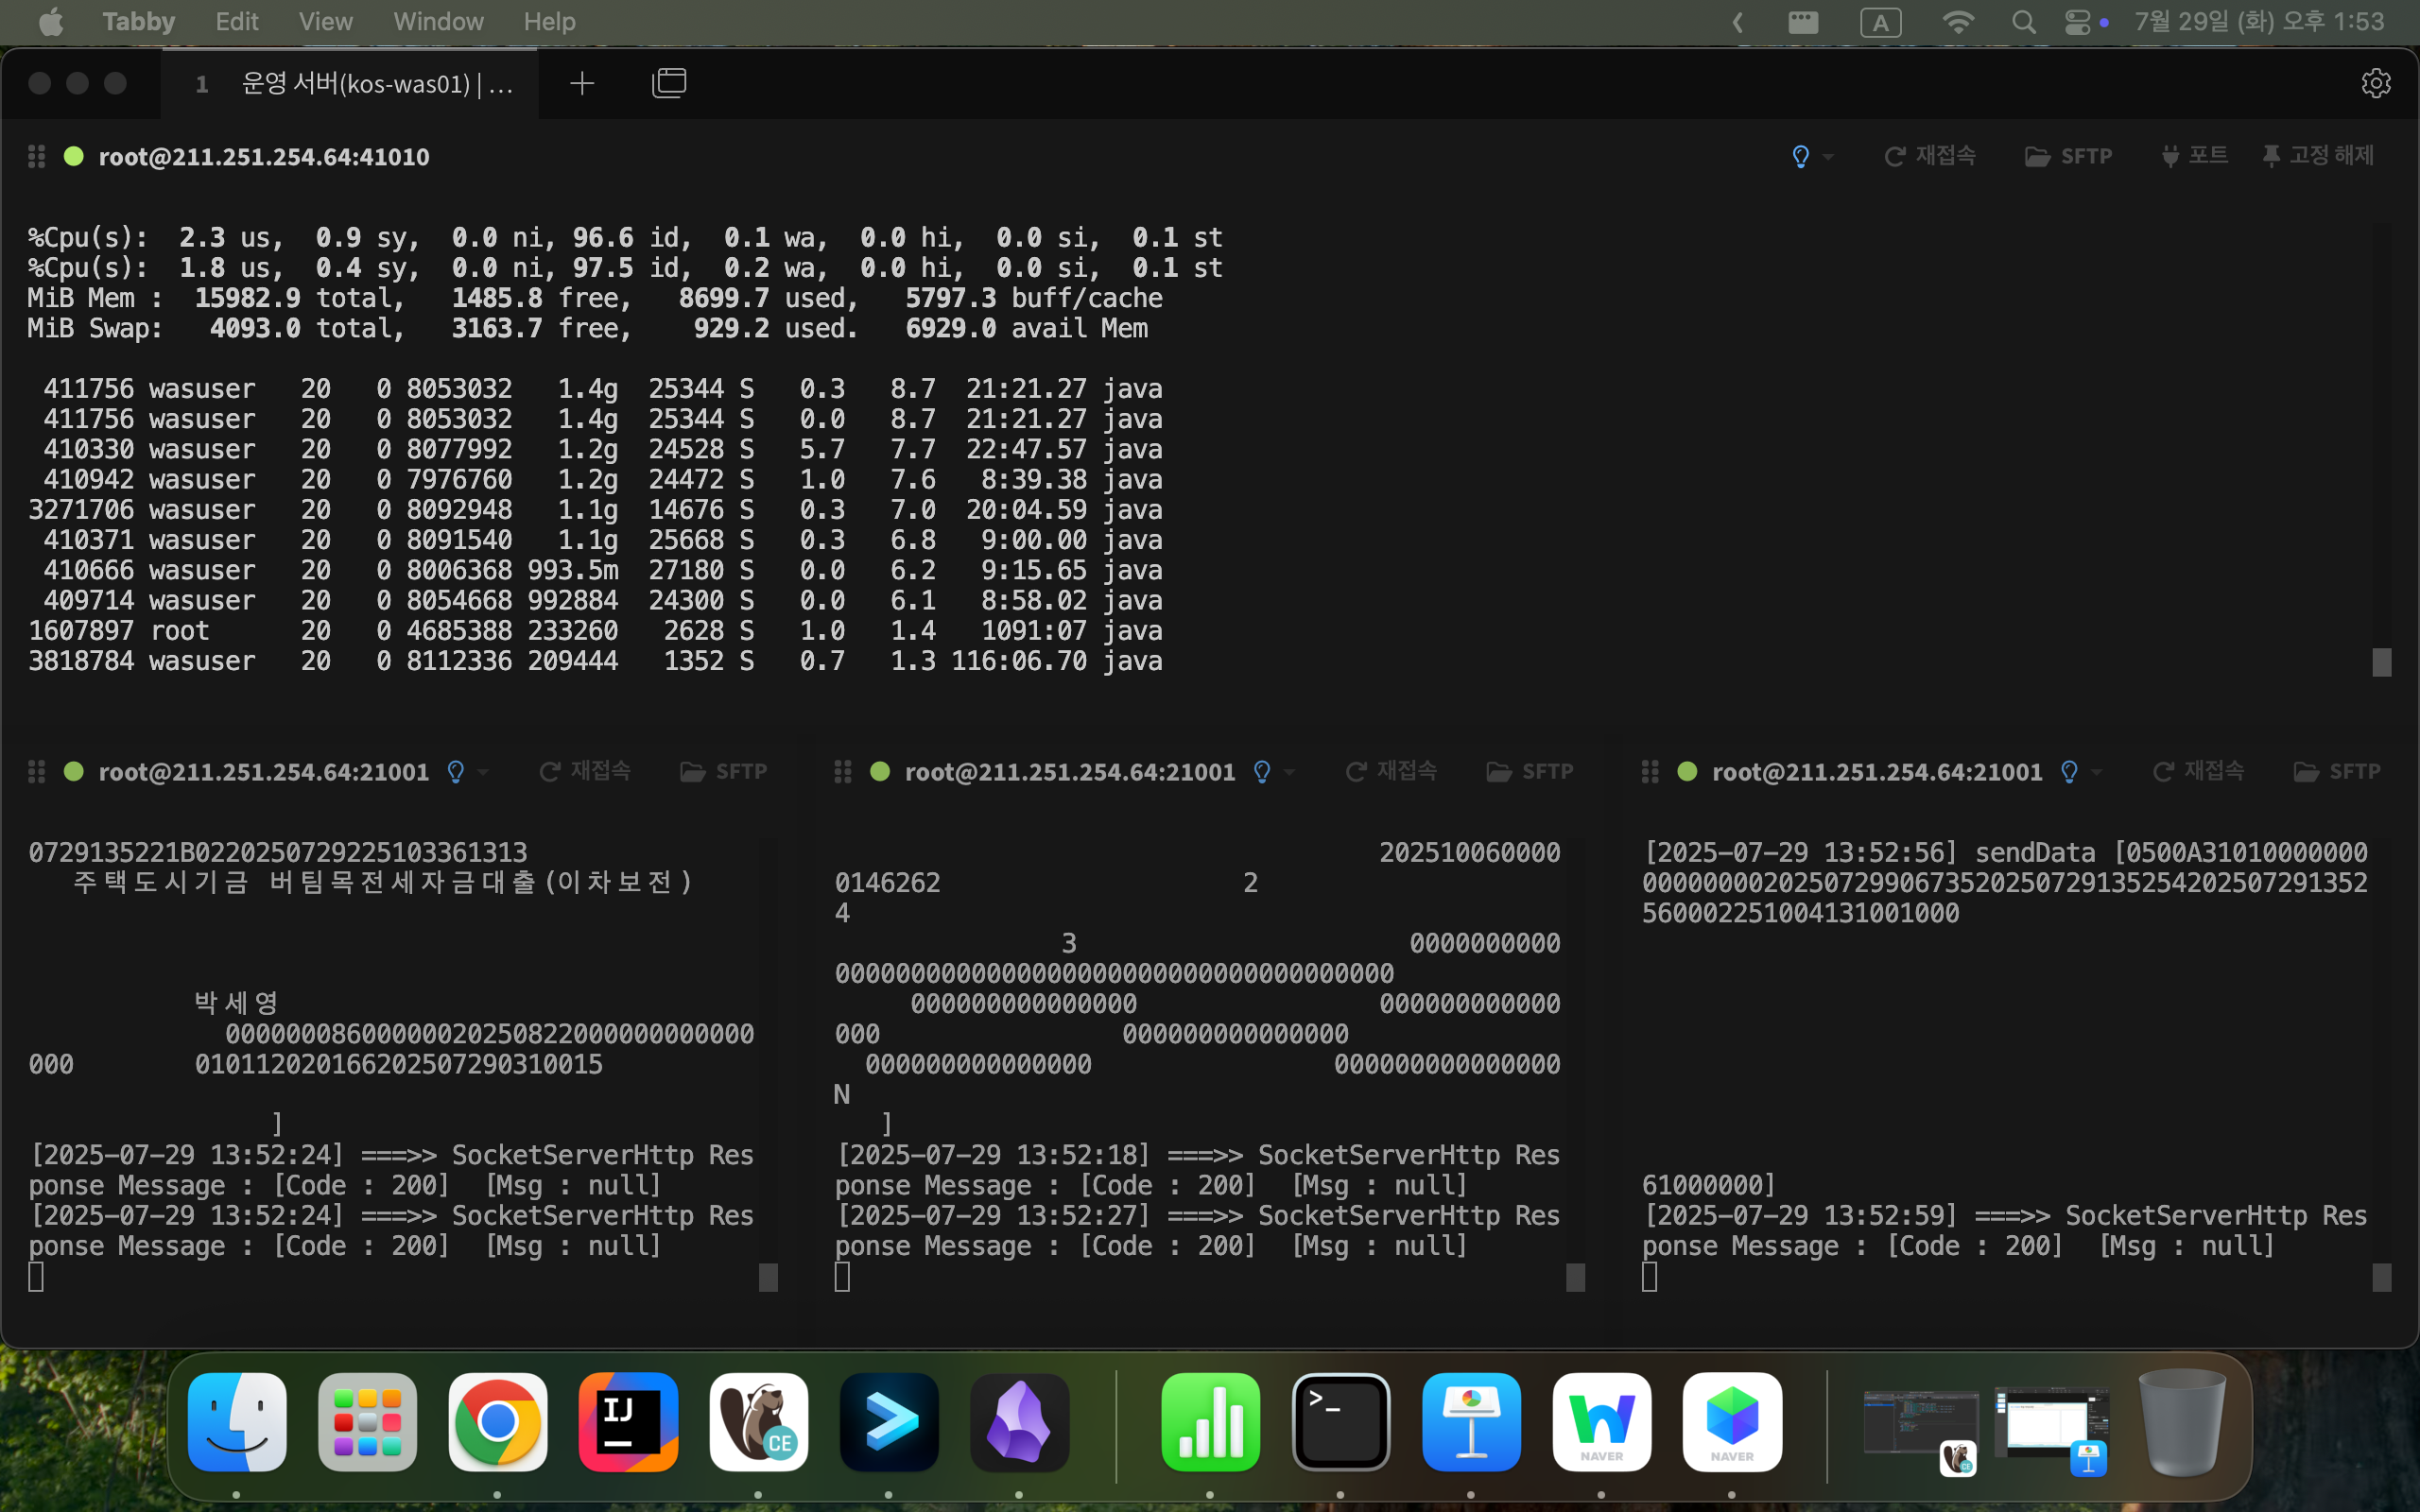 Tabby Edit View Window Help A 7월 29일 (화) 오후 1:53
1 운영 서버(kos-was01) | …
root@211.251.254.64:41010 재접속 SFTP 포트 고정 해제
%Cpu(s):  2.3 us,  0.9 sy,  0.0 ni, 96.6 id,  0.1 wa,  0.0 hi,  0.0 si,  0.1 st
%Cpu(s):  1.8 us,  0.4 sy,  0.0 ni, 97.5 id,  0.2 wa,  0.0 hi,  0.0 si,  0.1 st
MiB Mem :  15982.9 total,   1485.8 free,   8699.7 used,   5797.3 buff/cache
MiB Swap:   4093.0 total,   3163.7 free,    929.2 used.   6929.0 avail Mem
411756 wasuser   20   0 8053032   1.4g  25344 S   0.3   8.7  21:21.27 java
411756 wasuser   20   0 8053032   1.4g  25344 S   0.0   8.7  21:21.27 java
410330 wasuser   20   0 8077992   1.2g  24528 S   5.7   7.7  22:47.57 java
410942 wasuser   20   0 7976760   1.2g  24472 S   1.0   7.6   8:39.38 java
3271706 wasuser   20   0 8092948   1.1g  14676 S   0.3   7.0  20:04.59 java
410371 wasuser   20   0 8091540   1.1g  25668 S   0.3   6.8   9:00.00 java
410666 wasuser   20   0 8006368 993.5m  27180 S   0.0   6.2   9:15.65 java
409714 wasuser   20   0 8054668 992884  24300 S   0.0   6.1   8:58.02 java
1607897 root      20   0 4685388 233260   2628 S   1.0   1.4   1091:07 java
3818784 wasuser   20   0 8112336 209444   1352 S   0.7   1.3 116:06.70 java
root@211.251.254.64:21001 재접속 SFTP
0729135221B0220250729225103361313
주택도시기금 버팀목전세자금대출(이차보전)
박세영
00000008600000020250822000000000000
000        010112020166202507290310015
]
[2025-07-29 13:52:24] ===>> SocketServerHttp Res
ponse Message : [Code : 200]  [Msg : null]
[2025-07-29 13:52:24] ===>> SocketServerHttp Res
ponse Message : [Code : 200]  [Msg : null]
root@211.251.254.64:21001 재접속 SFTP
202510060000
0146262                    2
4
3                      0000000000
0000000000000000000000000000000000000
000000000000000                000000000000
000                000000000000000
000000000000000                000000000000000
N
]
[2025-07-29 13:52:18] ===>> SocketServerHttp Res
ponse Message : [Code : 200]  [Msg : null]
[2025-07-29 13:52:27] ===>> SocketServerHttp Res
ponse Message : [Code : 200]  [Msg : null]
root@211.251.254.64:21001 재접속 SFTP
[2025-07-29 13:52:56] sendData [0500A31010000000
000000002025072990673520250729135254202507291352
560002251004131001000
61000000]
[2025-07-29 13:52:59] ===>> SocketServerHttp Res
ponse Message : [Code : 200]  [Msg : null]
IJ
CE
>_
NAVER
NAVER